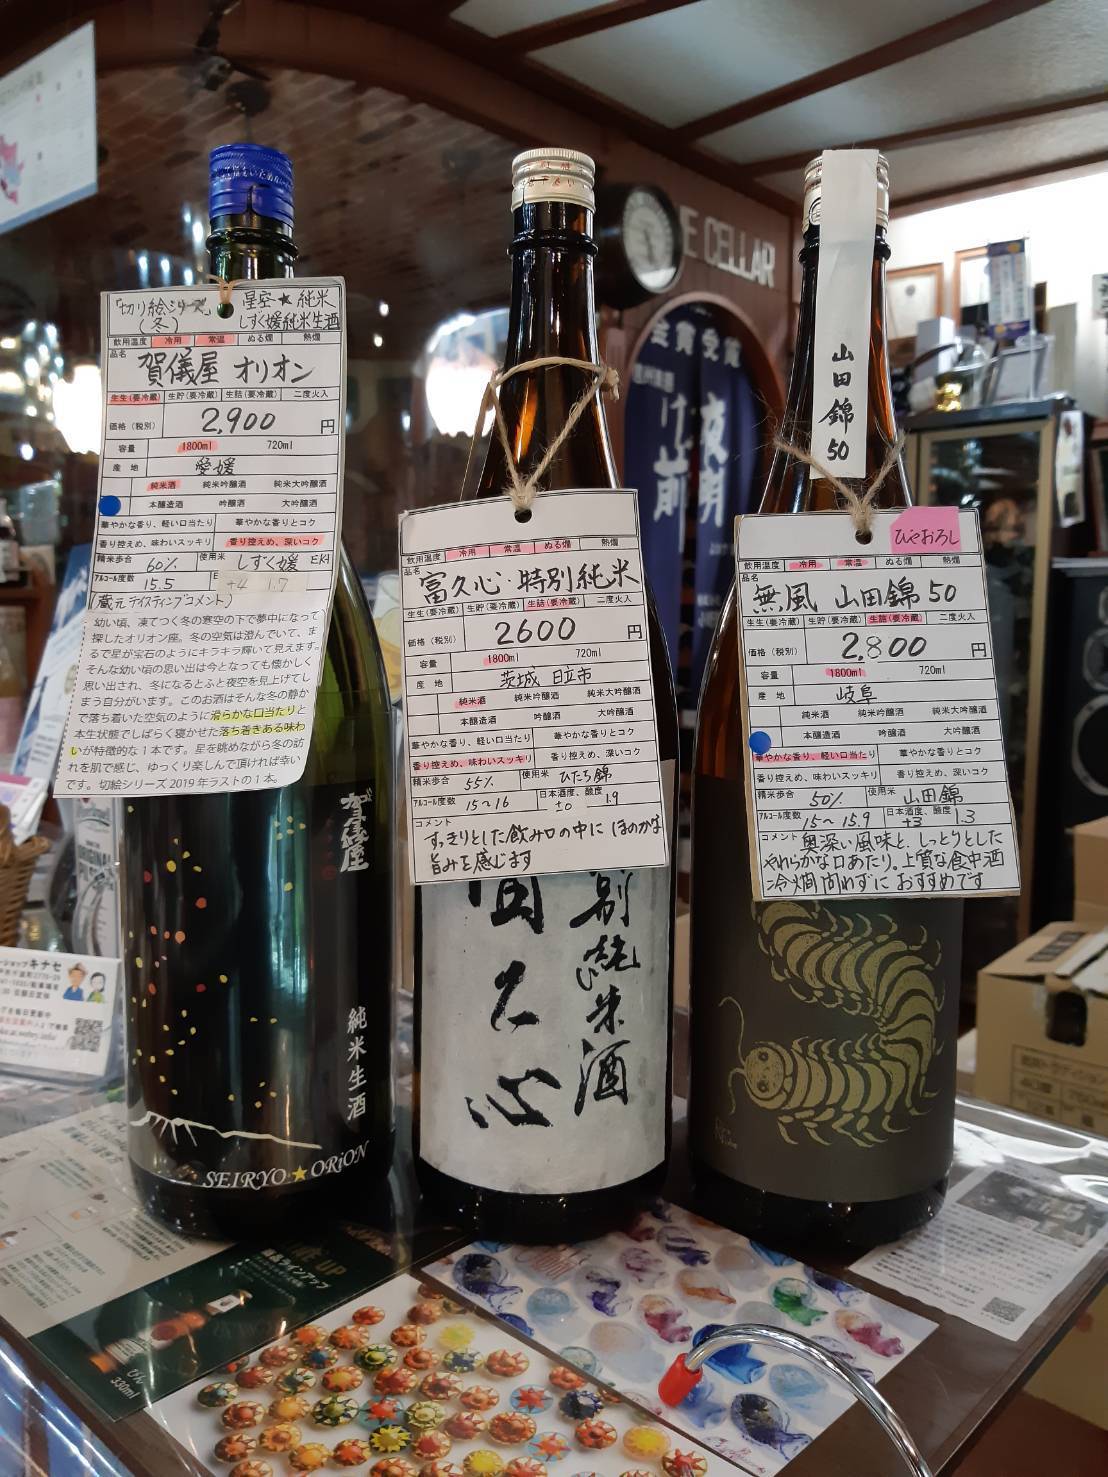 「切り絵シリーズ」 星空★純米
(冬) しずく媛純米生酒
飲用温度 冷用 常温 ぬる燗 熱燗
品名
賀儀屋 オリオン
生生(要冷蔵) 生貯(要冷蔵) 生詰(要冷蔵) 二度火入
価格(税別) 2,900 円
容量 1800ml 720ml
産地 愛媛
純米酒 純米吟醸酒 純米大吟醸酒
本醸造酒 吟醸酒 大吟醸酒
華やかな香り、軽い口当たり 華やかな香りとコク
香り控えめ、味わいスッキリ 香り控えめ、深いコク
精米歩合 60% 使用米 しずく媛 EK-1
アルコール度数 15.5 日 +4 1.7
(蔵元テイスティングコメント)
幼い頃、凍てつく冬の寒空の下で夢中になって
探したオリオン座。冬の空気は澄んでいて、ま
るで星が宝石のようにキラキラ輝いて見えます。
そんな幼い頃の思い出は今となっても懐かしく
思い出され、冬になるとふと夜空を見上げてし
まう自分がいます。このお酒はそんな冬の静か
で落ち着いた空気のように滑らかな口当たりと
本生状態でしばらく寝かせた落ち着きある味わ
いが特徴的な1本です。星を眺めながら冬の訪
れを肌で感じ、ゆっくり楽しんで頂ければ幸い
です。切絵シリーズ2019年ラストの1本。
賀儀屋
純米生酒
SEIRYO★ORiON
飲用温度 冷用 常温 ぬる燗 熱燗
品名
富久心・特別純米
生生(要冷蔵) 生貯(要冷蔵) 生詰(要冷蔵) 二度火入
価格(税別) 2600 円
容量 1800ml 720ml
産地 茨城 日立市
純米酒 純米吟醸酒 純米大吟醸酒
本醸造酒 吟醸酒 大吟醸酒
華やかな香り、軽い口当たり 華やかな香りとコク
香り控えめ、味わいスッキリ 香り控えめ、深いコク
精米歩合 55% 使用米 ひたち錦
アルコール度数 15~16 日本酒度、酸度 ±0 1.9
コメント
すっきりとした飲み口の中に ほのかな
旨みを感じます
別純米酒
久心
山田錦50
ひやおろし
飲用温度 冷用 常温 ぬる燗 熱燗
品名
無風 山田錦50
生生(要冷蔵) 生貯(要冷蔵) 生詰(要冷蔵) 二度火入
価格(税別) 2,800 円
容量 1800ml 720ml
産地 岐阜
純米酒 純米吟醸酒 純米大吟醸酒
本醸造酒 吟醸酒 大吟醸酒
華やかな香り、軽い口当たり 華やかな香りとコク
香り控えめ、味わいスッキリ 香り控えめ、深いコク
精米歩合 50% 使用米 山田錦
アルコール度数 15~15.9 日本酒度、酸度 +3 1.3
コメント 奥深い風味と、しっとりとした
やわらかな口あたり。上質な食中酒
冷燗問わずに おすすめです
E CELLAR
金賞受賞
夜明け前
330ml